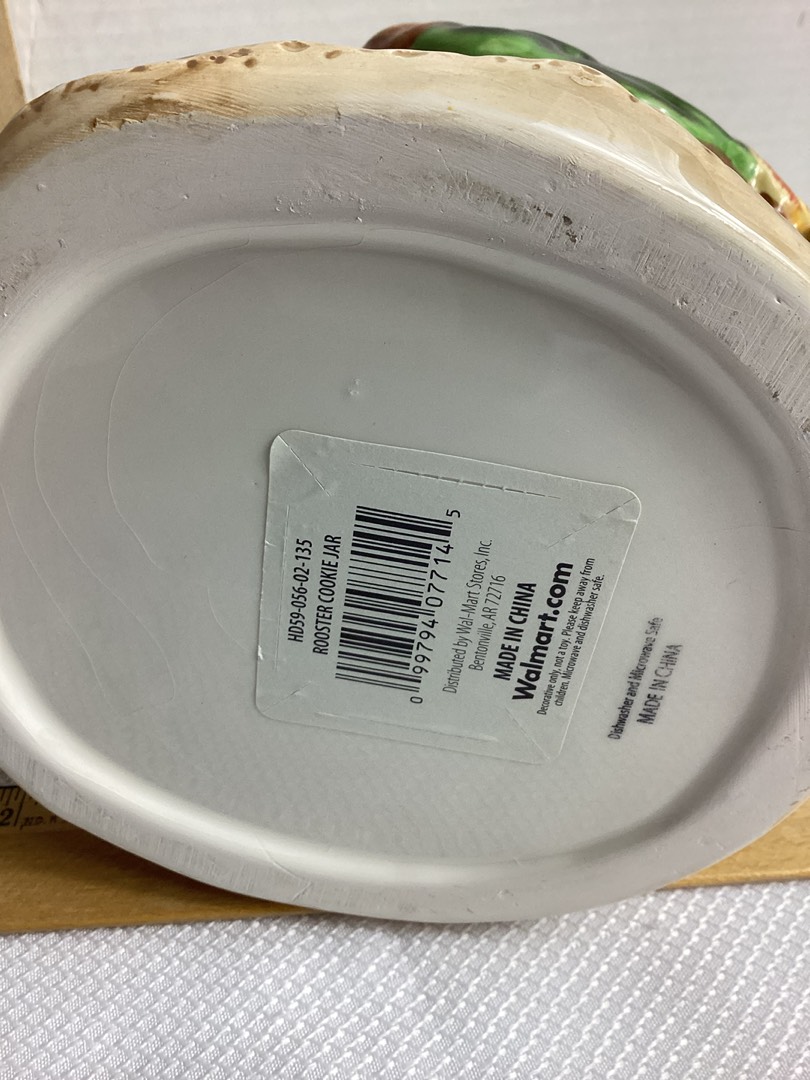 HD59-056-02-135
ROOSTER COOKIE JAR
0 99794 07714 5
Distributed by Wal-Mart Stores, Inc.
Bentonville, AR 72716
MADE IN CHINA
Walmart.com
Decorative only, not a toy. Please keep away from
children. Microwave and dishwasher safe.
Dishwasher and Microwave Safe
MADE IN CHINA
2